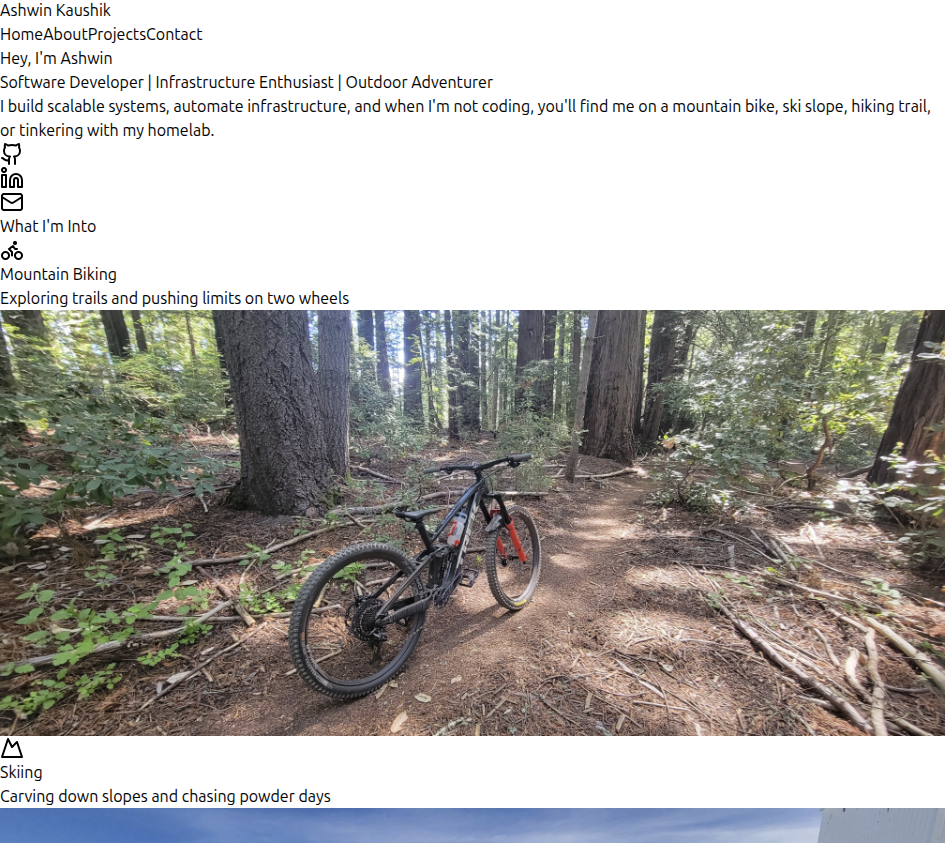 Ashwin Kaushik
HomeAboutProjectsContact
Hey, I'm Ashwin
Software Developer | Infrastructure Enthusiast | Outdoor Adventurer
I build scalable systems, automate infrastructure, and when I'm not coding, you'll find me on a mountain bike, ski slope, hiking trail,
or tinkering with my homelab.
What I'm Into
Mountain Biking
Exploring trails and pushing limits on two wheels
Skiing
Carving down slopes and chasing powder days